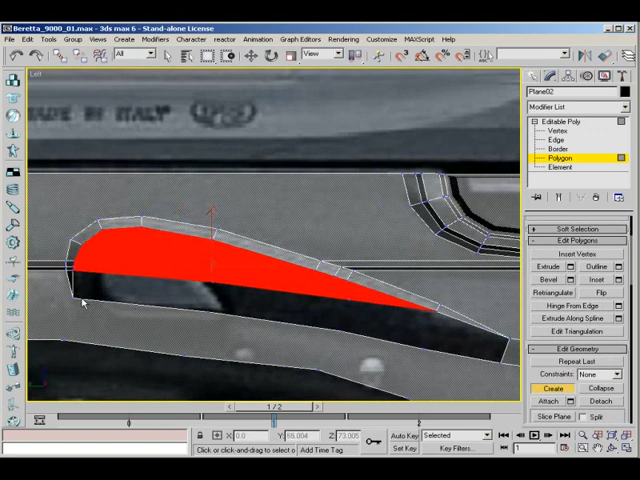 Beretta_9000_01.max - 3ds max 6 - Stand-alone License
File Edit Tools Group Views Create Modifiers Character reactor Animation Graph Editors Rendering Customize MAXScript Help
All View
Left
MADE IN ITALY
Plane02
Modifier List
Editable Poly
Vertex
Edge
Border
Polygon
Element
+ Soft Selection
- Edit Polygons
Insert Vertex
Extrude Outline
Bevel Inset
Retriangulate Flip
Hinge From Edge
Extrude Along Spline
Edit Triangulation
- Edit Geometry
Repeat Last
Constraints: None
Create Collapse
Attach Detach
Slice Plane Split
1 / 2
0 1 2
X: 0.0 Y: 55.004 Z: 73.005 Auto Key Selected
Click or click-and-drag to select o Add Time Tag Set Key Key Filters... 1